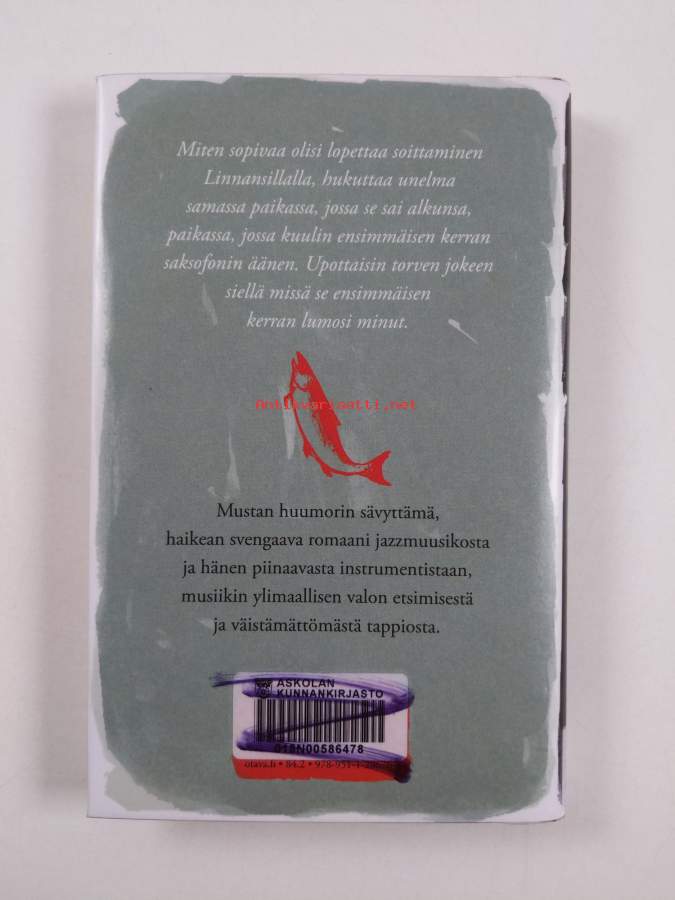 Miten sopivaa olisi lopettaa soittaminen
Linnansillalla, hukuttaa unelma
samassa paikassa, jossa se sai alkunsa,
paikassa, jossa kuulin ensimmäisen kerran
saksofonin äänen. Upottaisin torven jokeen
siellä missä se ensimmäisen
kerran lumosi minut.
Antikvariaatti.net
Mustan huumorin sävyttämä,
haikean svengaava romaani jazzmuusikosta
ja hänen piinaavasta instrumentistaan,
musiikin ylimaallisen valon etsimisestä
ja väistämättömästä tappiosta.
ASKOLAN
KUNNANKIRJASTO
018N00586478
otava.fi • 84.2 • 978-951-1-